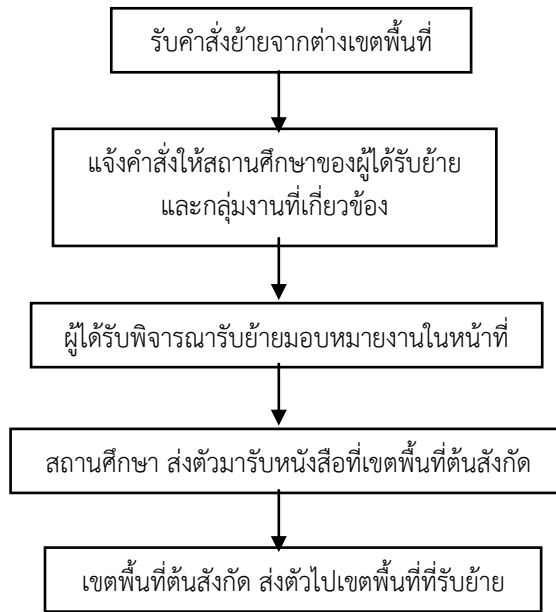 รับคำสั่งย้ายจากต่างเขตพื้นที่
แจ้งคำสั่งให้สถานศึกษาของผู้ได้รับย้าย
และกลุ่มงานที่เกี่ยวข้อง
ผู้ได้รับพิจารณารับย้ายมอบหมายงานในหน้าที่
สถานศึกษา ส่งตัวมารับหนังสือที่เขตพื้นที่ต้นสังกัด
เขตพื้นที่ต้นสังกัด ส่งตัวไปเขตพื้นที่ที่รับย้าย